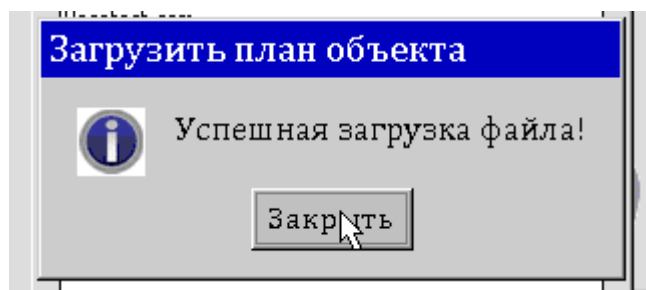 Загрузить план объекта
Успешная загрузка файла!
Закрыть